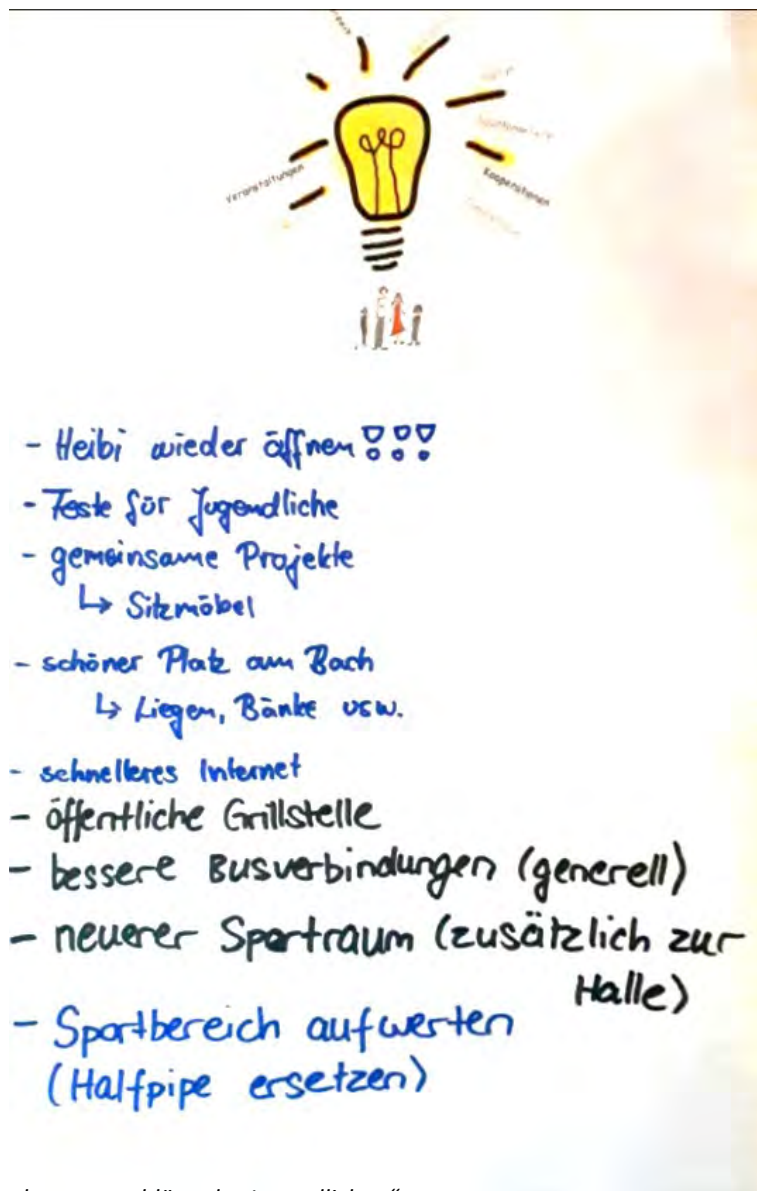 Veranstaltungen
Kooperationen
- Heibi wieder öffnen !!!
- Feste für Jugendliche
- gemeinsame Projekte
↳ Sitzmöbel
- schöner Platz am Bach
↳ Liegen, Bänke usw.
- schnelleres Internet
- öffentliche Grillstelle
- bessere Busverbindungen (generell)
- neuerer Sportraum (zusätzlich zur
Halle)
- Sportbereich aufwerten
(Halfpipe ersetzen)